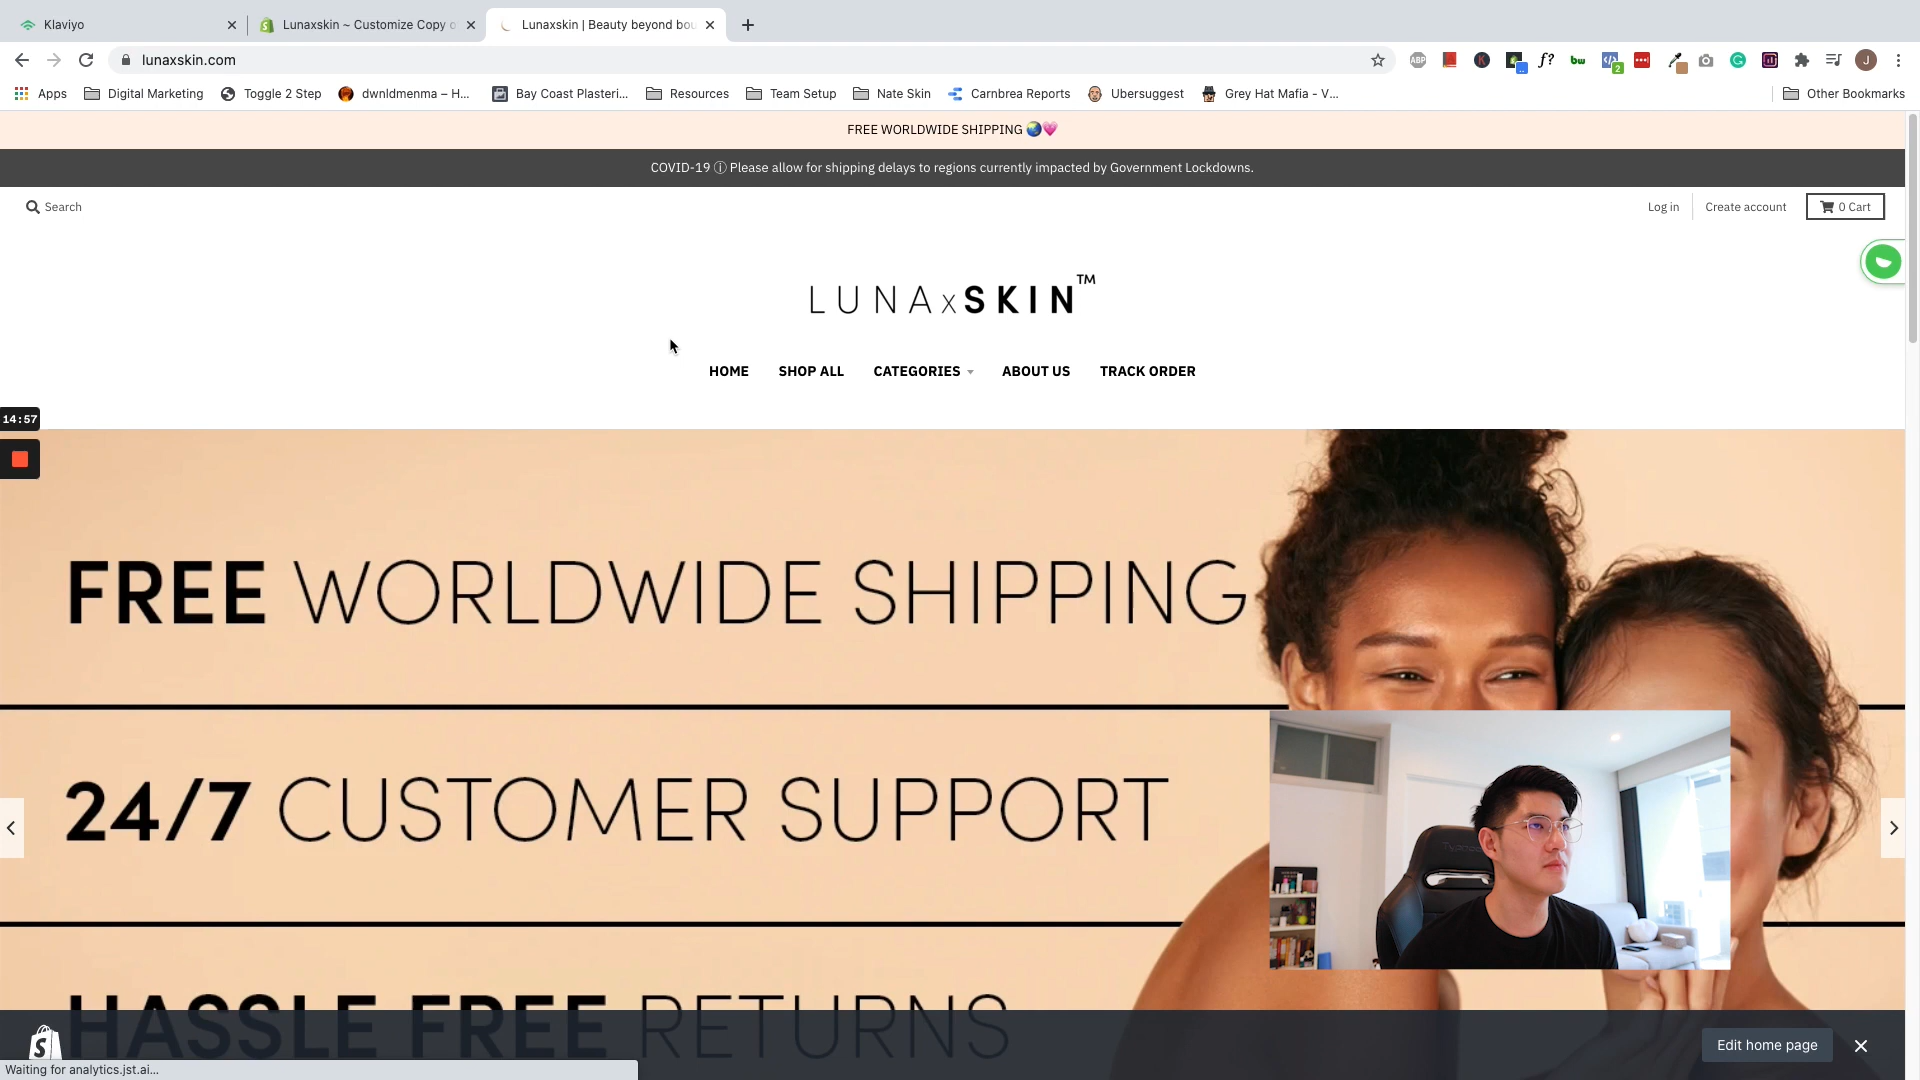 Klaviyo
Lunaxskin ~ Customize Copy o
Lunaxskin | Beauty beyond bou
lunaxskin.com
ABP
f?
bw
2
J
Apps
Digital Marketing
Toggle 2 Step
dwnldmenma – H...
Bay Coast Plasteri...
Resources
Team Setup
Nate Skin
Carnbrea Reports
Ubersuggest
Grey Hat Mafia - V...
Other Bookmarks
FREE WORLDWIDE SHIPPING 🌏💗
COVID-19 ⓘ Please allow for shipping delays to regions currently impacted by Government Lockdowns.
Search
Log in
Create account
0 Cart
LUNAxSKIN™
HOME
SHOP ALL
CATEGORIES
ABOUT US
TRACK ORDER
14:57
FREE WORLDWIDE SHIPPING
24/7 CUSTOMER SUPPORT
HASSLE FREE RETURNS
Edit home page
Waiting for analytics.jst.ai...